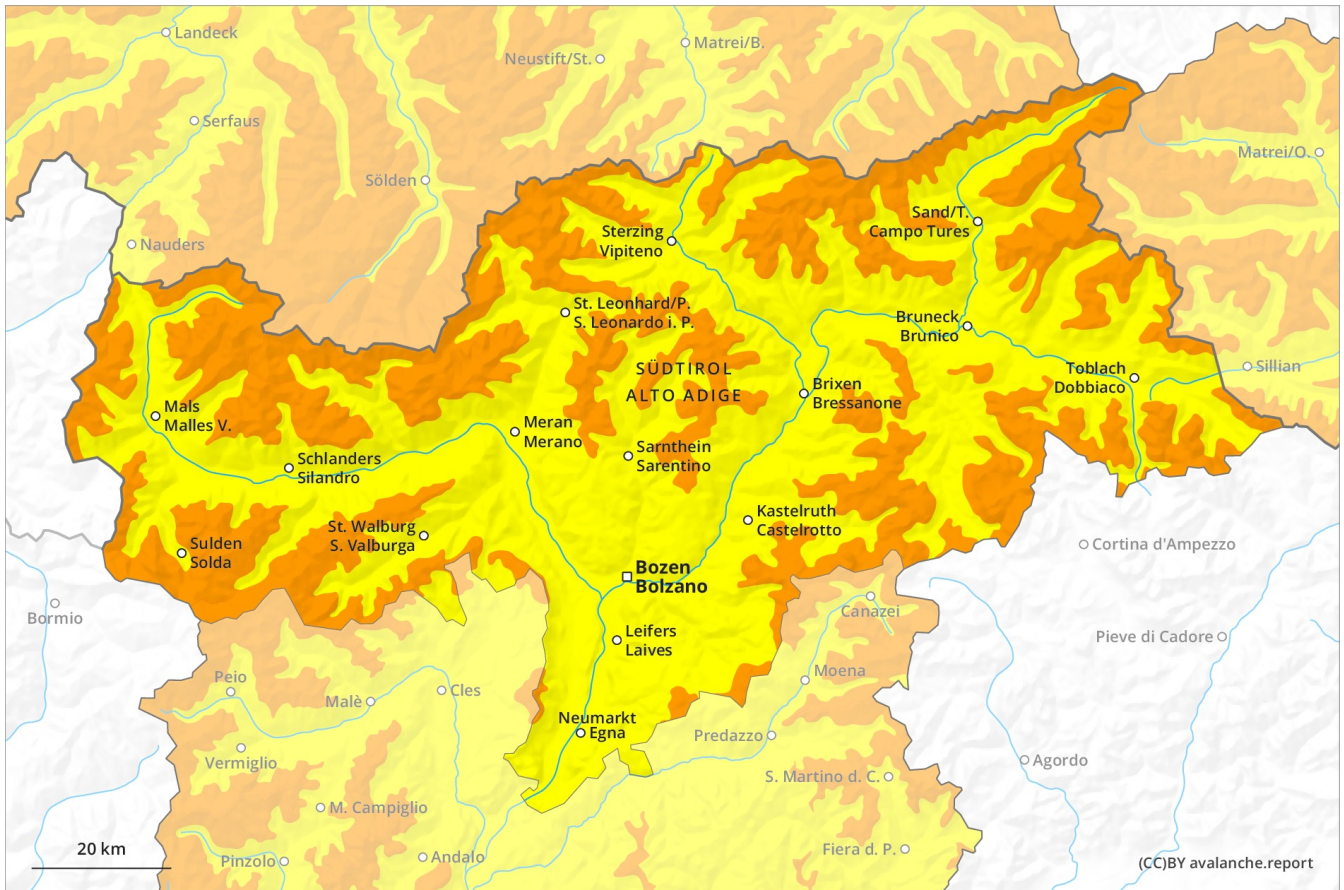 Landeck
Matrei/B.
Neustift/St.
Serfaus
Matrei/O.
Sölden
Sand/T.
Campo Tures
Sterzing
Vipiteno
Nauders
St. Leonhard/P.
S. Leonardo i. P.
Bruneck
Brunico
SÜDTIROL
ALTO ADIGE
Toblach
Dobbiaco
Sillian
Brixen
Bressanone
Mals
Malles V.
Meran
Merano
Sarnthein
Sarentino
Schlanders
Silandro
Kastelruth
Castelrotto
St. Walburg
S. Valburga
Sulden
Solda
Cortina d'Ampezzo
Bozen
Bolzano
Bormio
Canazei
Leifers
Laives
Pieve di Cadore
Peio
Moena
Malè
Cles
Neumarkt
Egna
Predazzo
Vermiglio
Agordo
S. Martino d. C.
M. Campiglio
20 km
Pinzolo
Andalo
Fiera d. P.
(CC)BY avalanche.report